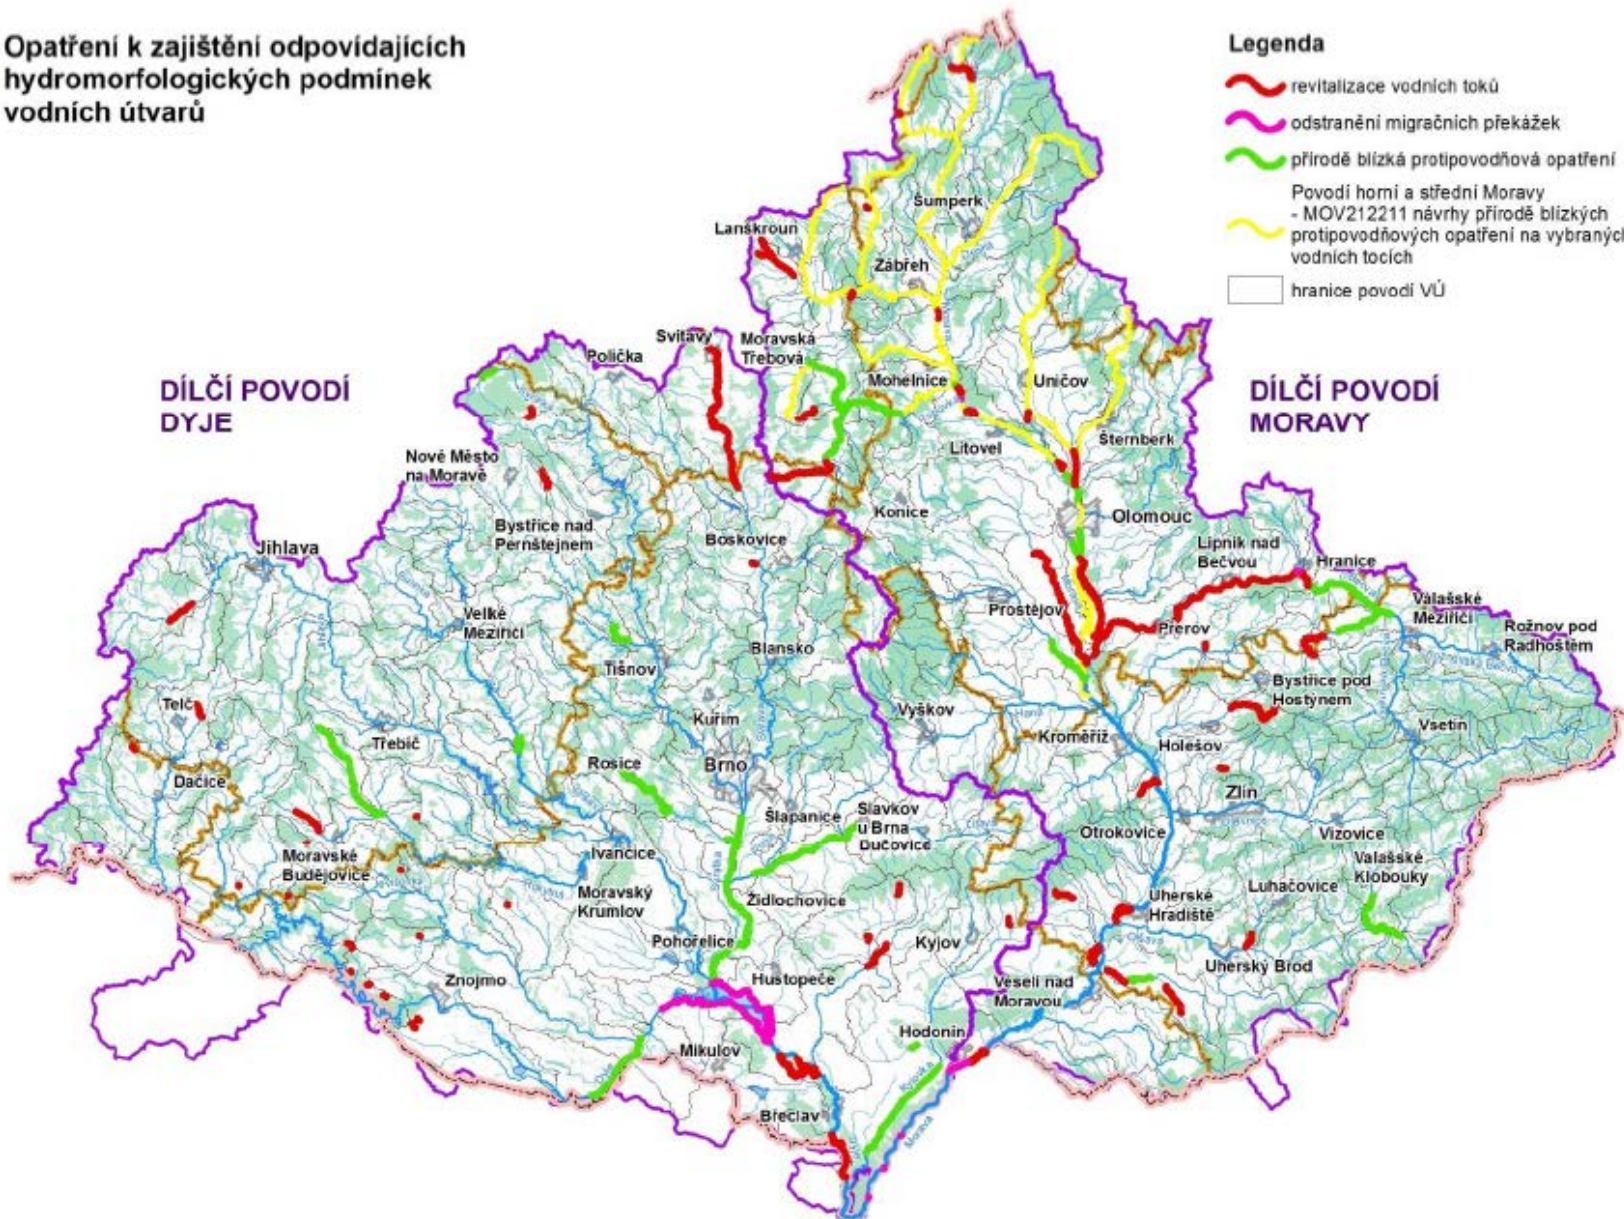 Opatření k zajištění odpovídajících
hydromorfologických podmínek
vodních útvarů
Legenda
revitalizace vodních toků
odstranění migračních překážek
přírodě blízká protipovodňová opatření
Povodí horní a střední Moravy
- MOV212211 návrhy přírodě blízkých
protipovodňových opatření na vybraných
vodních tocích
hranice povodí VÚ
DÍLČÍ POVODÍ
DYJE
DÍLČÍ POVODÍ
MORAVY
Šumperk
Lanškroun
Zábřeh
Svitavy
Moravská
Třebová
Polička
Mohelnice
Uničov
Litovel
Šternberk
Nové Město
na Moravě
Konice
Olomouc
Bystřice nad
Pernštejnem
Boskovice
Lipník nad
Bečvou
Hranice
Jihlava
Prostějov
Přerov
Valašské
Meziříčí
Rožnov pod
Radhoštěm
Velké
Meziříčí
Tišnov
Blansko
Bystřice pod
Hostýnem
Telč
Třebíč
Kuřim
Vyškov
Haná
Kroměříž
Holešov
Vsetín
Dačice
Rosice
Brno
Zlín
Šlapanice
Slavkov
u Brna
Bučovice
Otrokovice
Vizovice
Moravské
Budějovice
Ivančice
Valašské
Klobouky
Moravský
Krumlov
Židlochovice
Uherské
Hradiště
Luhačovice
Pohořelice
Kyjov
Uherský Brod
Znojmo
Hustopeče
Veselí nad
Moravou
Mikulov
Hodonín
Kyjovka
Břeclav
Morava